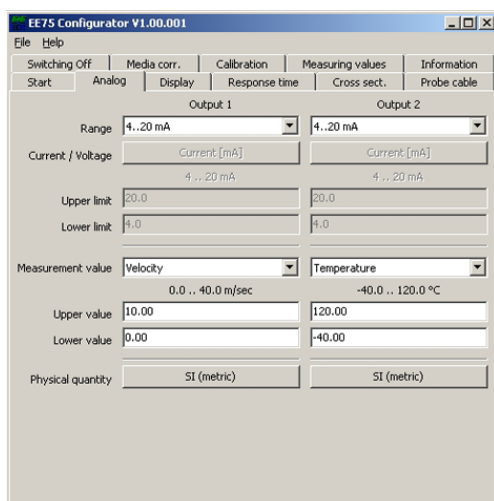 EE75 Configurator V1.00.001
File Help
Switching Off Media corr. Calibration Measuring values Information
Start Analog Display Response time Cross sect. Probe cable
Output 1 Output 2
Range 4..20 mA 4..20 mA
Current / Voltage Current [mA] Current [mA]
4 .. 20 mA 4 .. 20 mA
Upper limit 20.0 20.0
Lower limit 4.0 4.0
Measurement value Velocity Temperature
0.0 .. 40.0 m/sec -40.0 .. 120.0 °C
Upper value 10.00 120.00
Lower value 0.00 -40.00
Physical quantity SI (metric) SI (metric)